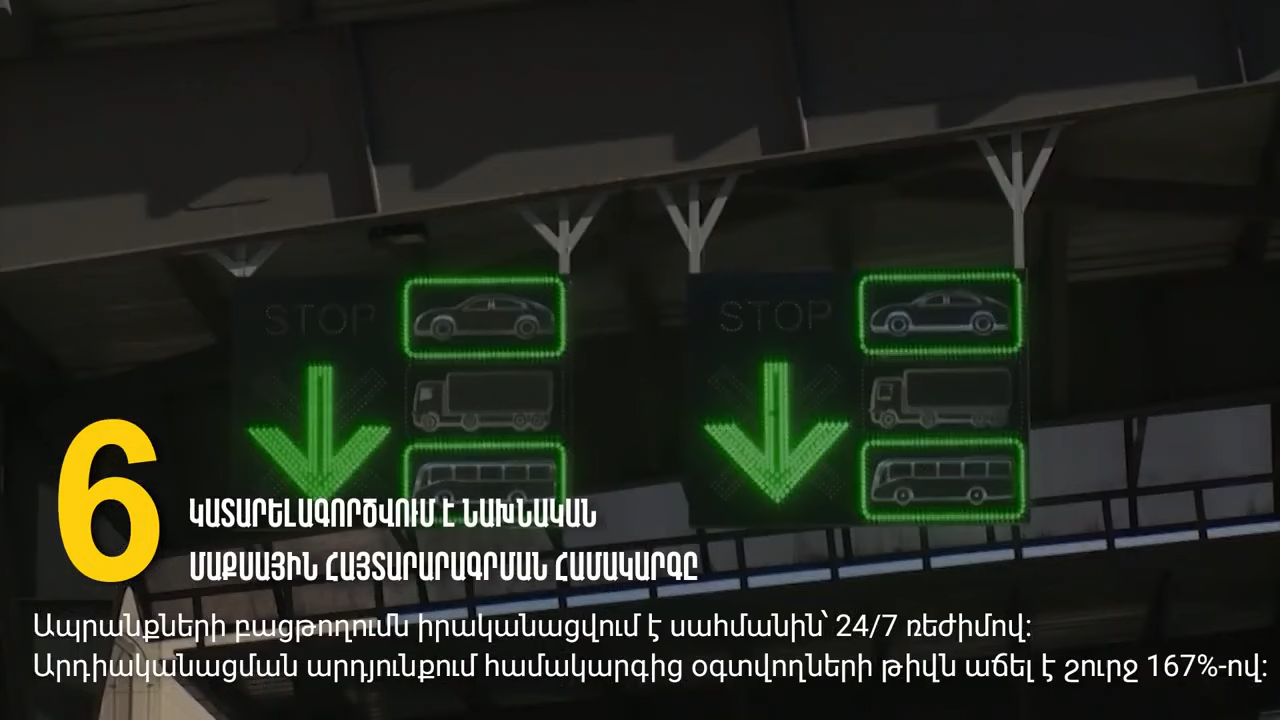 STOP
STOP
6
ԿԱՏԱՐԵԼԱԳՈՐԾՎՈՒՄ Է ՆԱԽՆԱԿԱՆ
ՄԱՔՍԱՅԻՆ ՀԱՅՏԱՐԱՐԱԳՐՄԱՆ ՀԱՄԱԿԱՐԳԸ
Ապրանքների բացթողումն իրականացվում է սահմանին՝ 24/7 ռեժիմով։
Արդիականացման արդյունքում համակարգից օգտվողների թիվն աճել է շուրջ 167%-ով։